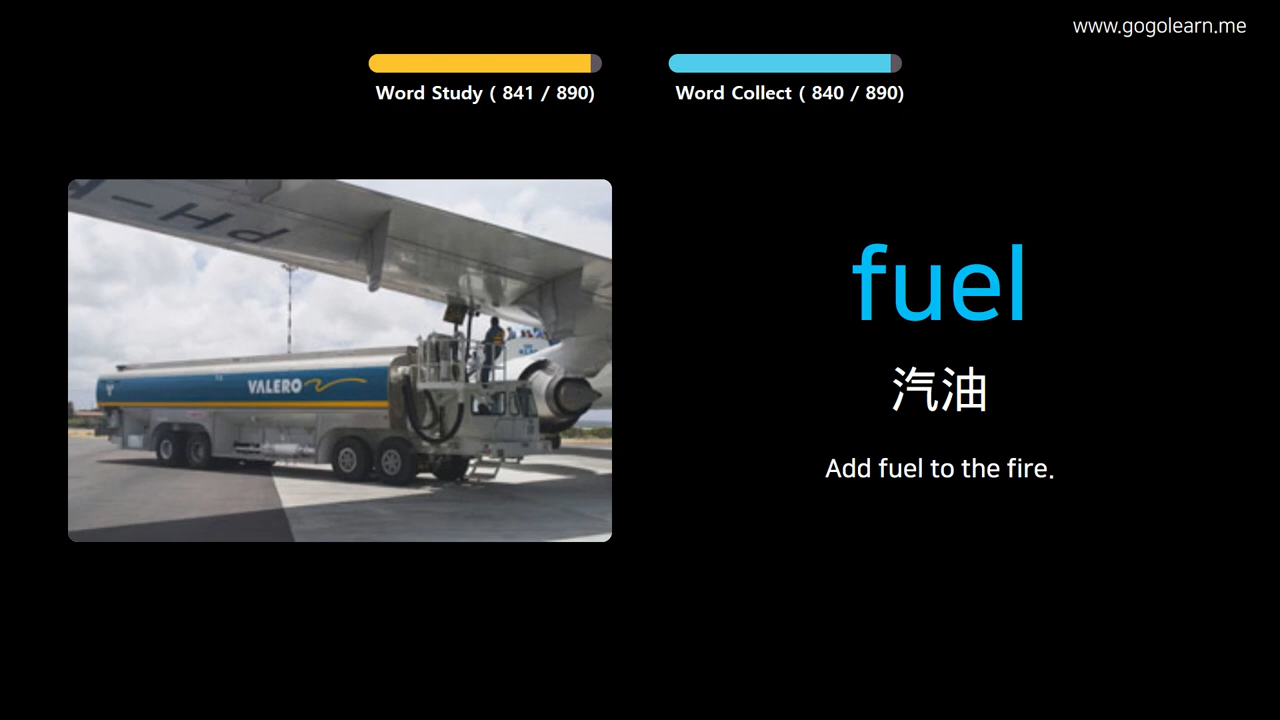 www.gogolearn.me
Word Study ( 841 / 890)
Word Collect ( 840 / 890)
PH-
VALERO
fuel
汽油
Add fuel to the fire.